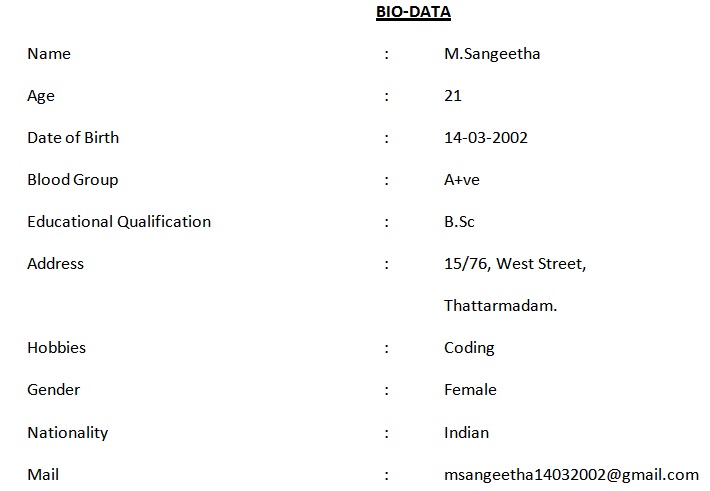 BIO-DATA
Name : M.Sangeetha
Age : 21
Date of Birth : 14-03-2002
Blood Group : A+ve
Educational Qualification : B.Sc
Address : 15/76, West Street,
Thattarmadam.
Hobbies : Coding
Gender : Female
Nationality : Indian
Mail : msangeetha14032002@gmail.com